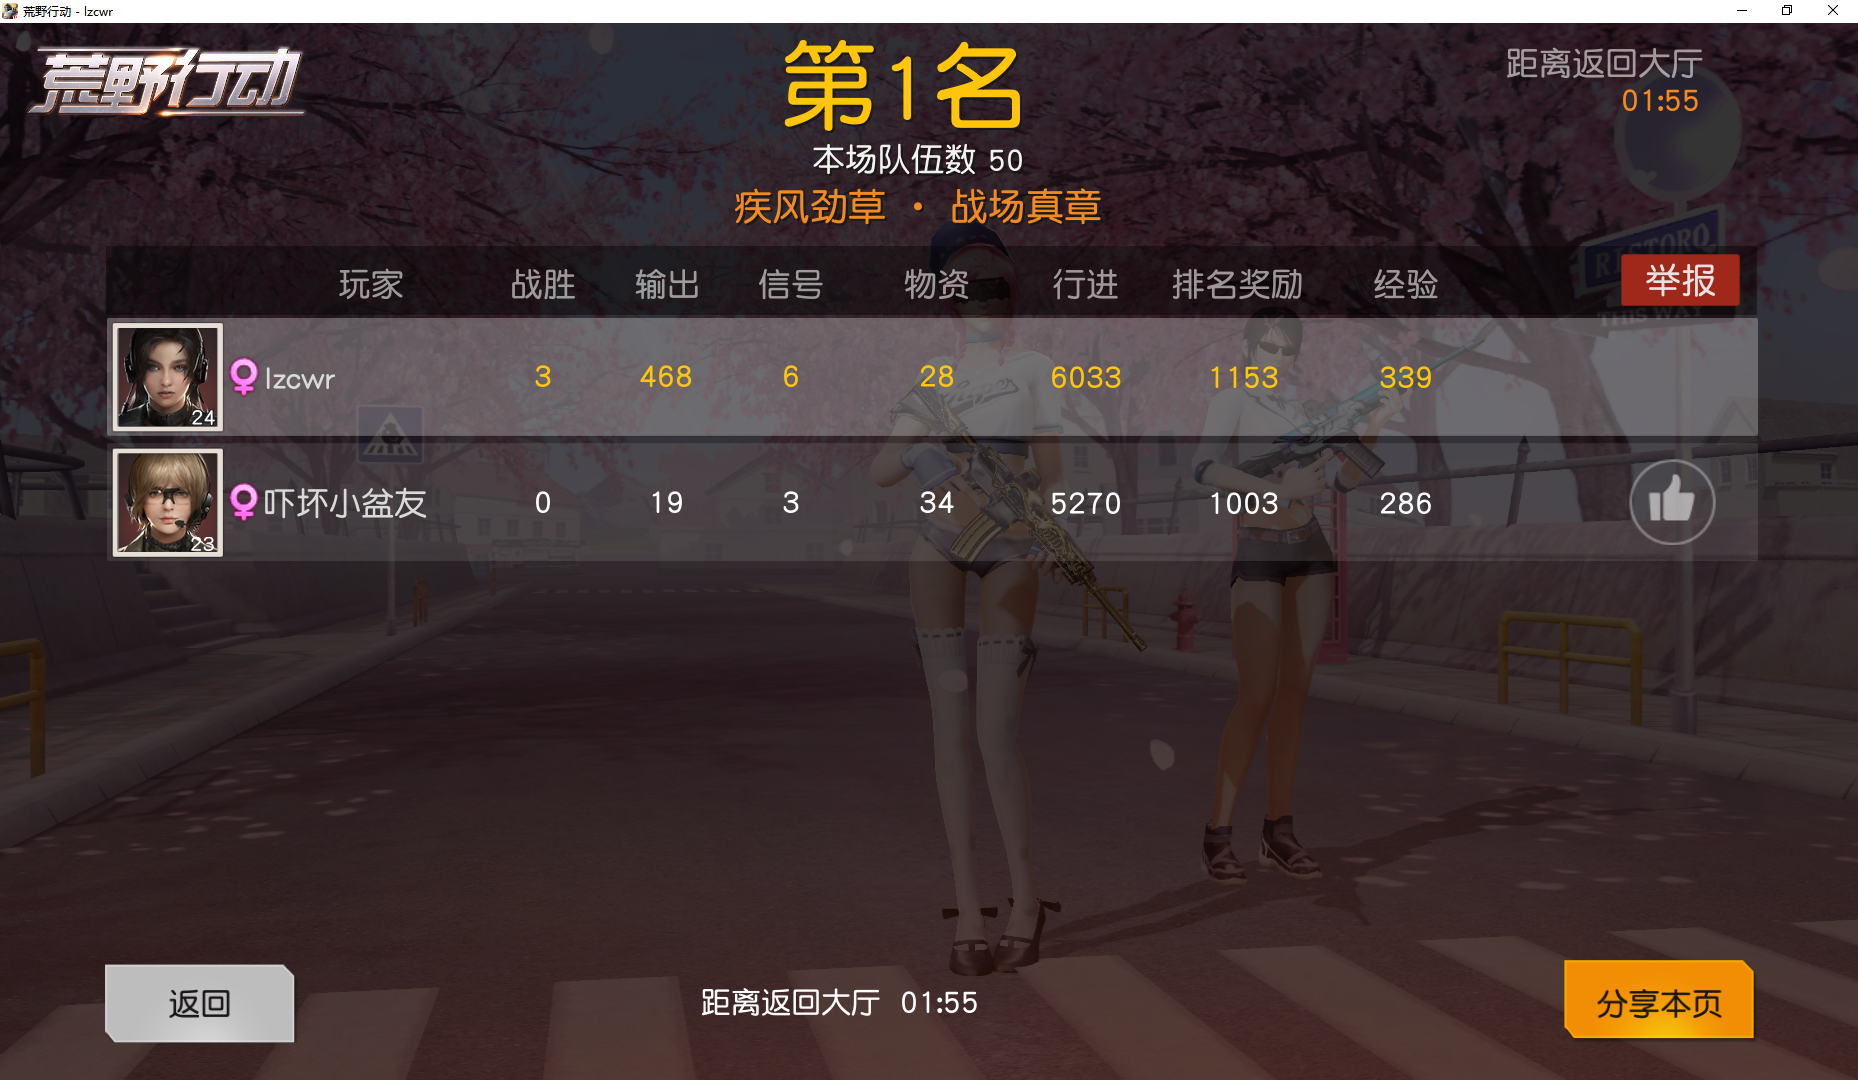 荒野行动 - lzcwr
荒野行动
第1名
距离返回大厅
01:55
本场队伍数 50
疾风劲草 · 战场真章
玩家 战胜 输出 信号 物资 行进 排名奖励 经验 举报
24 lzcwr 3 468 6 28 6033 1153 339
23 吓坏小盆友 0 19 3 34 5270 1003 286
RISTORO
THIS WAY
返回
距离返回大厅 01:55
分享本页